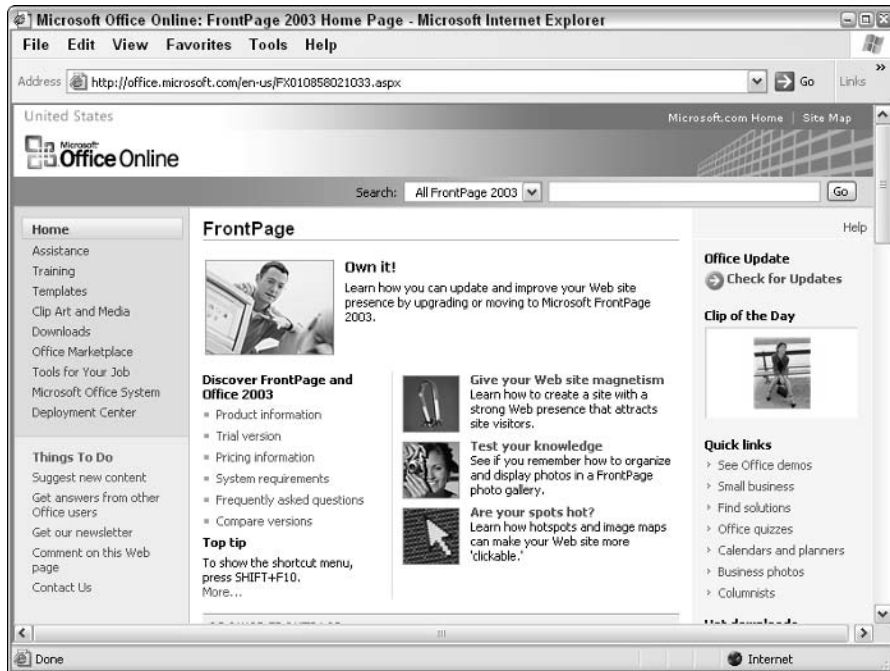 Microsoft Office Online: FrontPage 2003 Home Page - Microsoft Internet Explorer
File Edit View Favorites Tools Help
Address http://office.microsoft.com/en-us/FX010858021033.aspx Go Links »
United States
Microsoft.com Home | Site Map
Microsoft
Office Online
Search: All FrontPage 2003 Go
Home
Assistance
Training
Templates
Clip Art and Media
Downloads
Office Marketplace
Tools for Your Job
Microsoft Office System
Deployment Center
Things To Do
Suggest new content
Get answers from other
Office users
Get our newsletter
Comment on this Web
page
Contact Us
FrontPage
Own it!
Learn how you can update and improve your Web site
presence by upgrading or moving to Microsoft FrontPage
2003.
Discover FrontPage and
Office 2003
Product information
Trial version
Pricing information
System requirements
Frequently asked questions
Compare versions
Top tip
To show the shortcut menu,
press SHIFT+F10.
More...
Give your Web site magnetism
Learn how to create a site with a
strong Web presence that attracts
site visitors.
Test your knowledge
See if you remember how to organize
and display photos in a FrontPage
photo gallery.
Are your spots hot?
Learn how hotspots and image maps
can make your Web site more
'clickable.'
Help
Office Update
Check for Updates
Clip of the Day
Quick links
See Office demos
Small business
Find solutions
Office quizzes
Calendars and planners
Business photos
Columnists
Hot downloads
Done
Internet